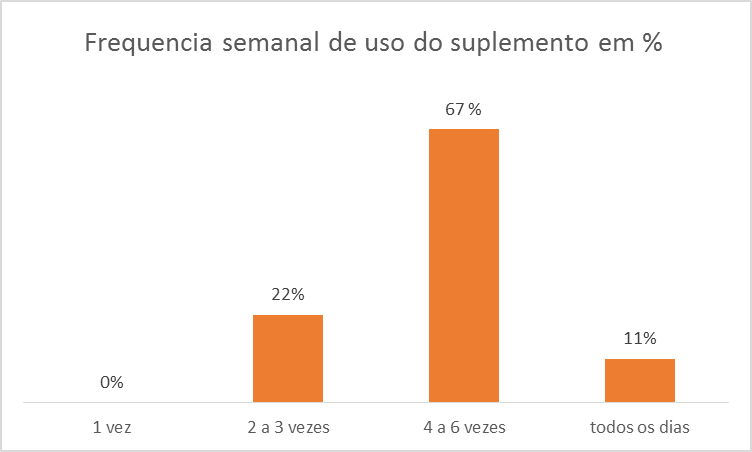 Frequencia semanal de uso do suplemento em %
67 %
22%
11%
0%
1 vez
2 a 3 vezes
4 a 6 vezes
todos os dias